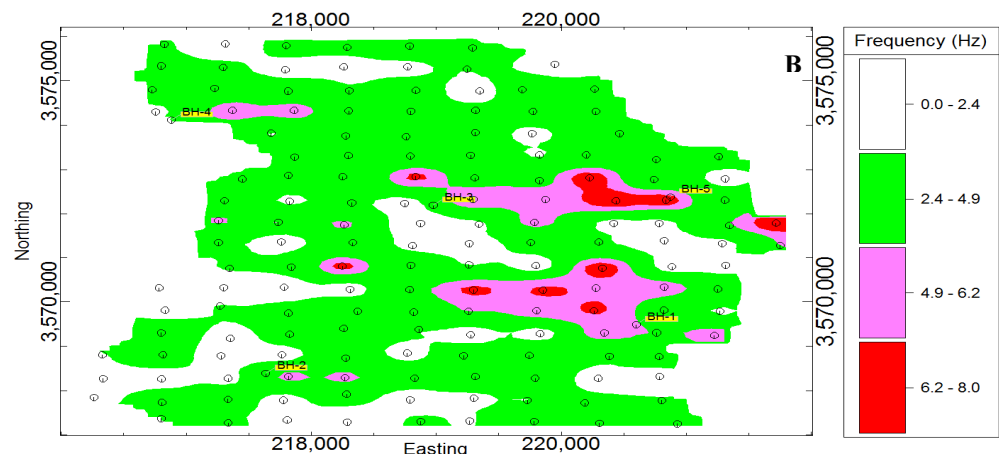 218,000
220,000
B
Frequency (Hz)
3,575,000
3,575,000
0.0 - 2.4
BH-4
2.4 - 4.9
BH-3
BH-5
Northing
4.9 - 6.2
3,570,000
3,570,000
BH-1
BH-2
6.2 - 8.0
218,000
220,000
Easting